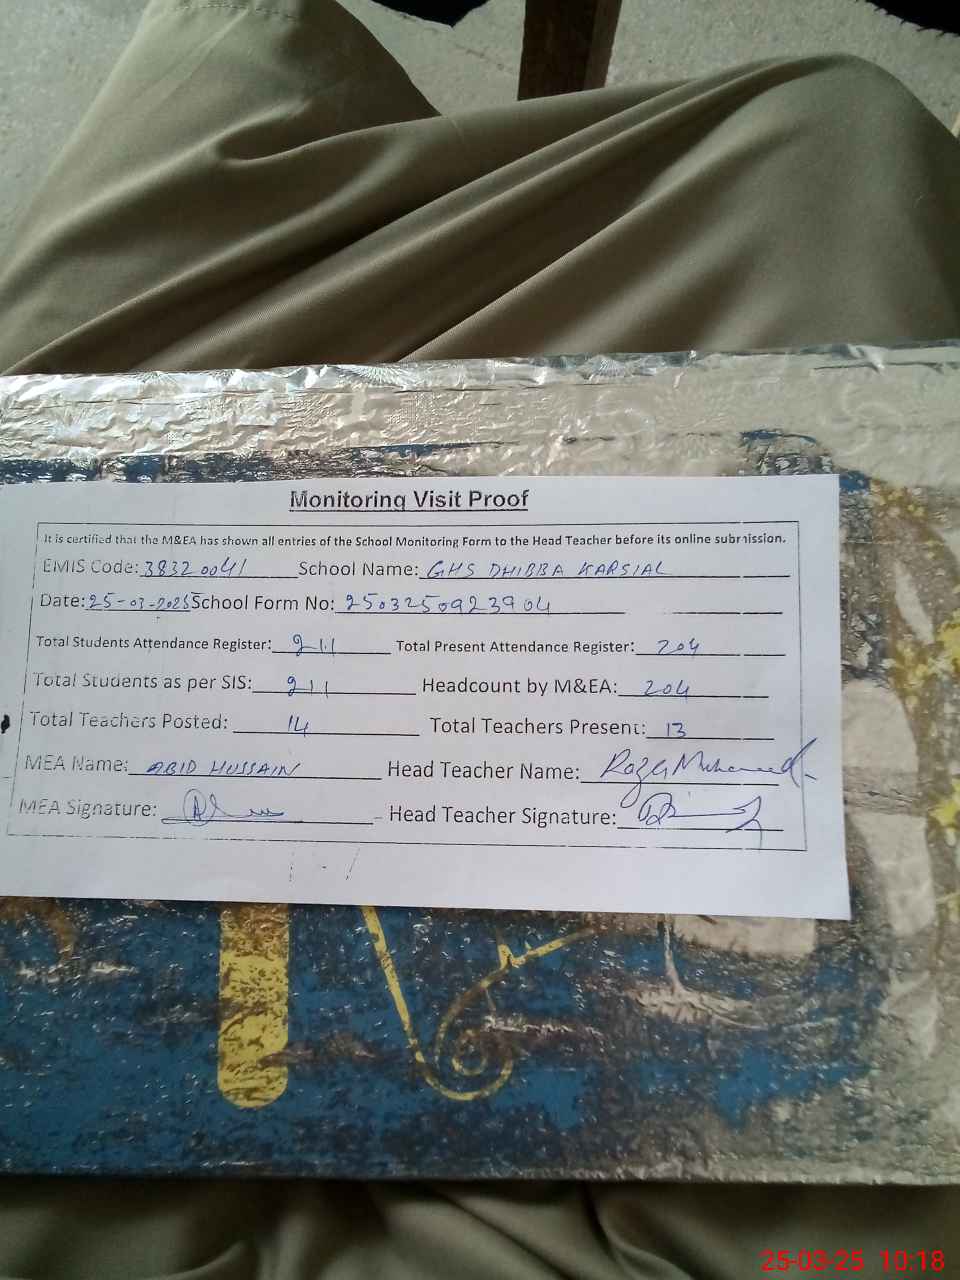 Monitoring Visit Proof
It is certified that the M&EA has shown all entries of the School Monitoring Form to the Head Teacher before its online submission.
EMIS Code: 38320041 School Name: GHS DHIBBA KARSIAL
Date: 25-03-2025 School Form No: 2503250923904
Total Students Attendance Register: 211 Total Present Attendance Register: 204
Total Students as per SIS: 211 Headcount by M&EA: 204
Total Teachers Posted: 14 Total Teachers Present: 13
MEA Name: ABID HUSSAIN Head Teacher Name:
MEA Signature: Head Teacher Signature:
25-03-25 10:18